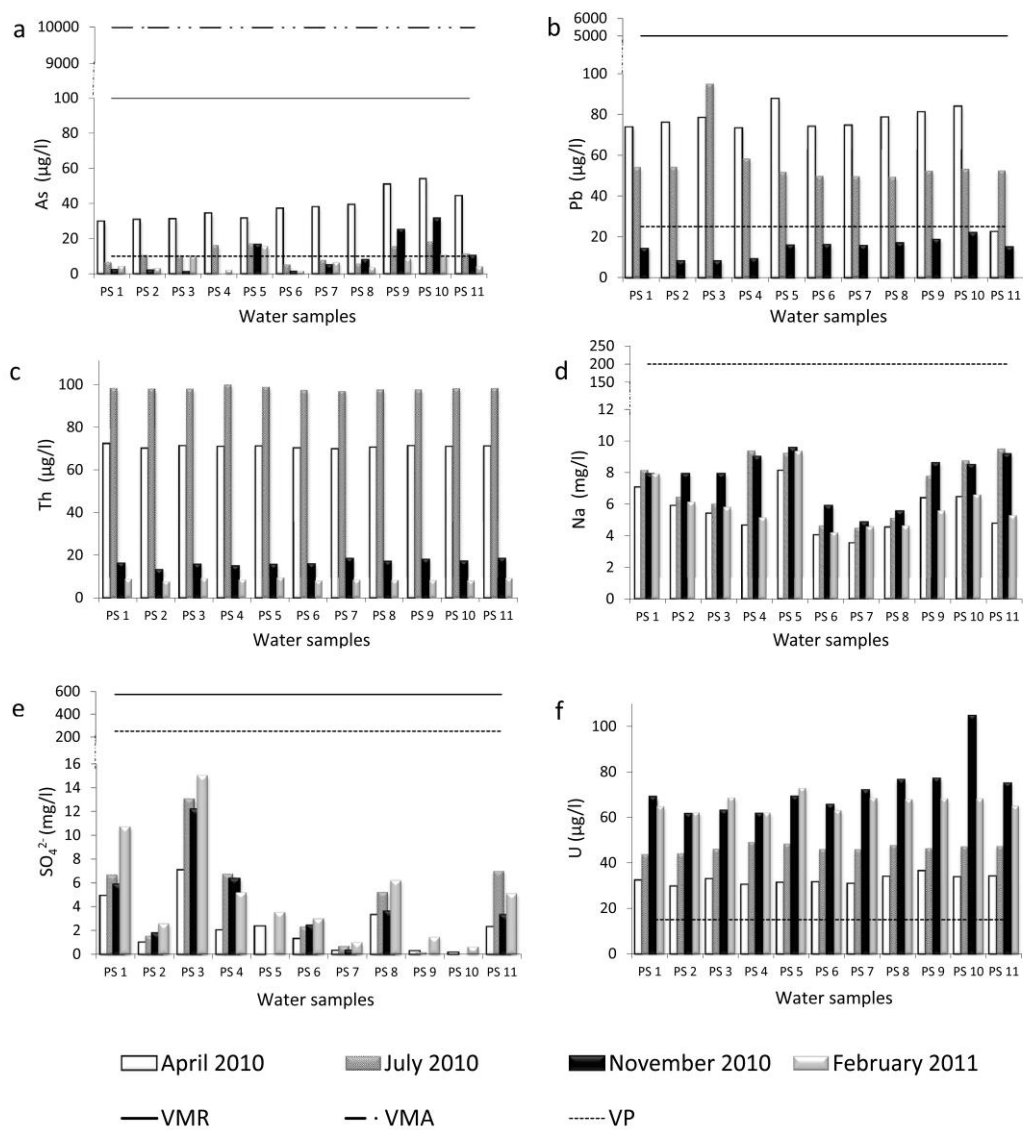 a
As (µg/l)
10000
9000
100
80
60
40
20
0
PS 1 PS 2 PS 3 PS 4 PS 5 PS 6 PS 7 PS 8 PS 9 PS 10 PS 11
Water samples
b
Pb (µg/l)
6000
5000
100
80
60
40
20
0
PS 1 PS 2 PS 3 PS 4 PS 5 PS 6 PS 7 PS 8 PS 9 PS 10 PS 11
Water samples
c
Th (µg/l)
100
80
60
40
20
0
PS 1 PS 2 PS 3 PS 4 PS 5 PS 6 PS 7 PS 8 PS 9 PS 10 PS 11
Water samples
d
Na (mg/l)
250
200
150
12
10
8
6
4
2
0
PS 1 PS 2 PS 3 PS 4 PS 5 PS 6 PS 7 PS 8 PS 9 PS 10 PS 11
Water samples
e
SO₄²⁻ (mg/l)
600
400
200
16
14
12
10
8
6
4
2
0
PS 1 PS 2 PS 3 PS 4 PS 5 PS 6 PS 7 PS 8 PS 9 PS 10 PS 11
Water samples
f
U (µg/l)
100
80
60
40
20
0
PS 1 PS 2 PS 3 PS 4 PS 5 PS 6 PS 7 PS 8 PS 9 PS 10 PS 11
Water samples
April 2010 July 2010 November 2010 February 2011
VMR VMA VP